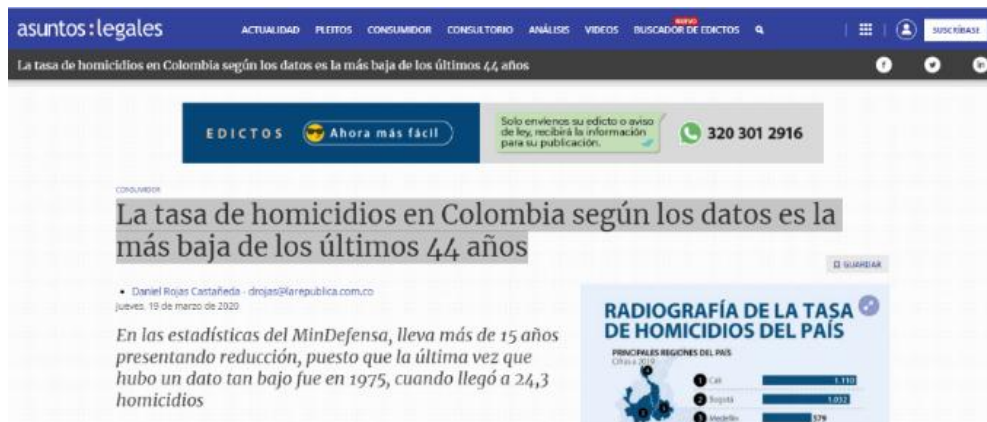 asuntos:legales
ACTUALIDAD PLEITOS CONSUMIDOR CONSULTORIO ANÁLISIS VIDEOS NUEVO BUSCADOR DE EDICTOS
SUSCRÍBASE
La tasa de homicidios en Colombia según los datos es la más baja de los últimos 44 años
EDICTOS Ahora más fácil
Solo envíenos su edicto o aviso
de ley, recibirá la información
para su publicación.
320 301 2916
CONSUMIDOR
La tasa de homicidios en Colombia según los datos es la
más baja de los últimos 44 años
GUARDAR
• Daniel Rojas Castañeda - drojas@larepublica.com.co
jueves, 19 de marzo de 2020
En las estadísticas del MinDefensa, lleva más de 15 años
presentando reducción, puesto que la última vez que
hubo un dato tan bajo fue en 1975, cuando llegó a 24,3
homicidios
RADIOGRAFÍA DE LA TASA
DE HOMICIDIOS DEL PAÍS
PRINCIPALES REGIONES DEL PAÍS
Cifras a 2019
1 Cali 1.110
2 Bogotá 1.032
3 Medellín 579